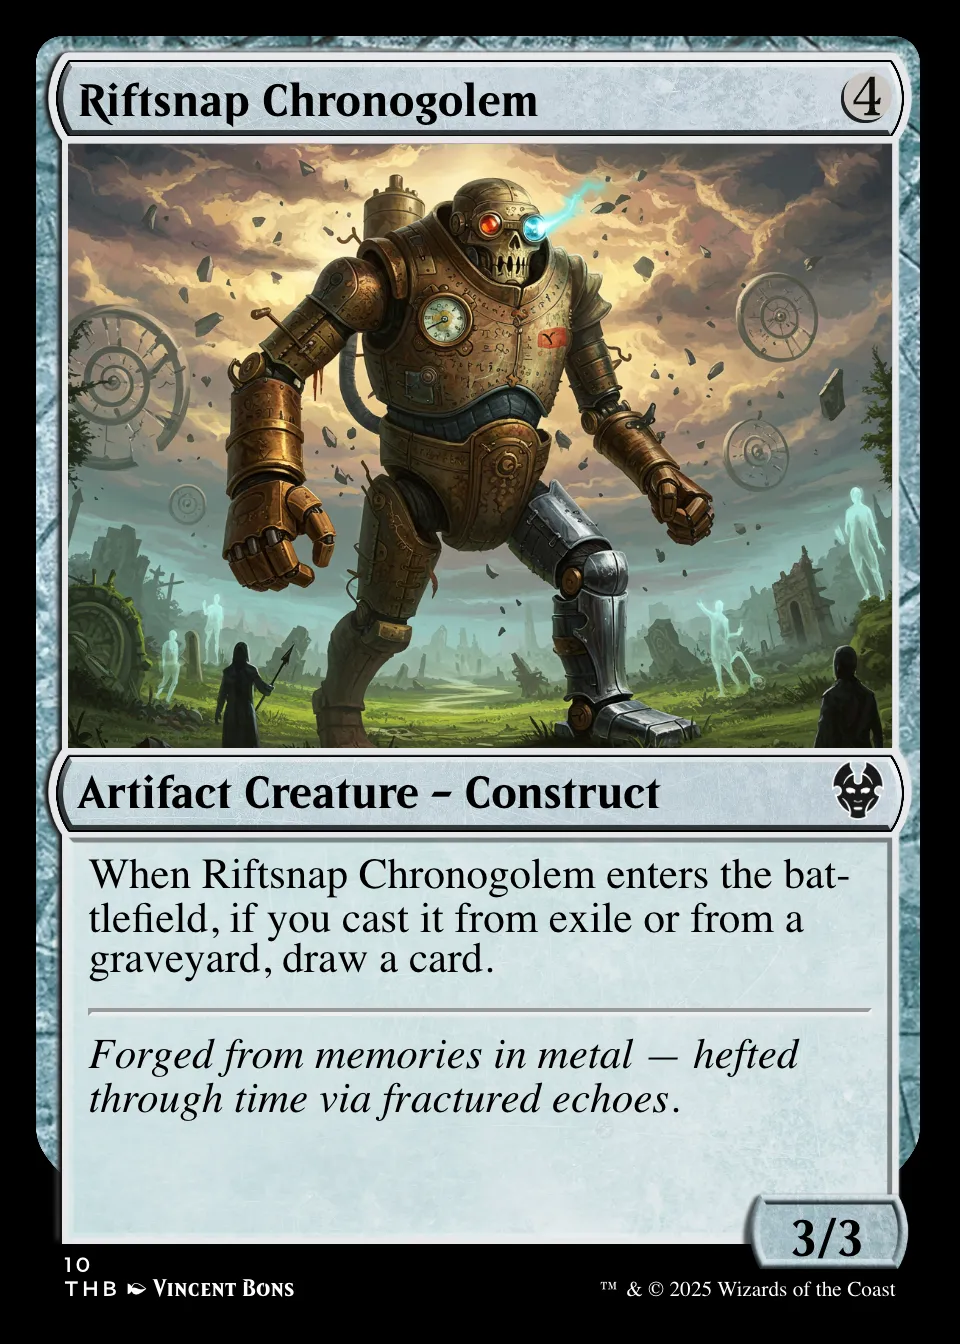 Riftsnap Chronogolem 4
Artifact Creature – Construct
When Riftsnap Chronogolem enters the bat-
tlefield, if you cast it from exile or from a
graveyard, draw a card.
Forged from memories in metal — hefted
through time via fractured echoes.
3/3
10
THB Vincent Bons
™ & © 2025 Wizards of the Coast